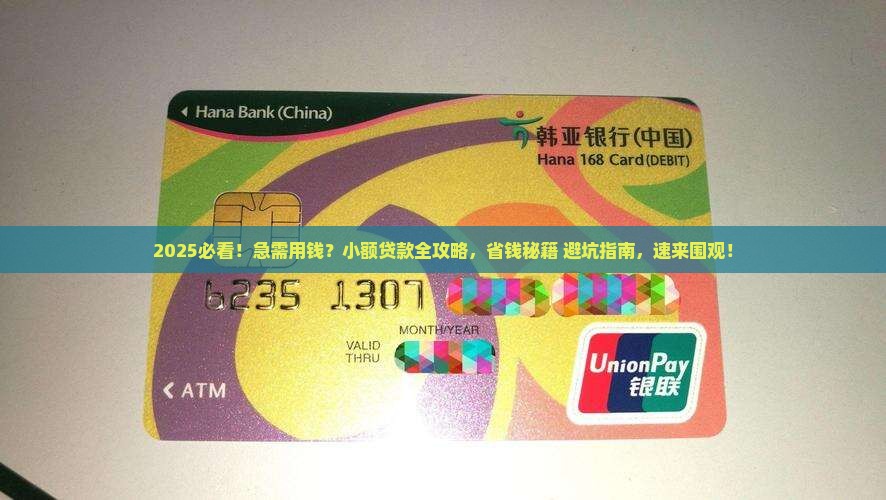 Hana Bank (China)
韩亚银行(中国)
Hana 168 Card(DEBIT)
2025必看！急需用钱？小额贷款全攻略，省钱秘籍 避坑指南，速来围观！
6235 1307
MONTH/YEAR
VALID
THRU
ATM
UnionPay
银联